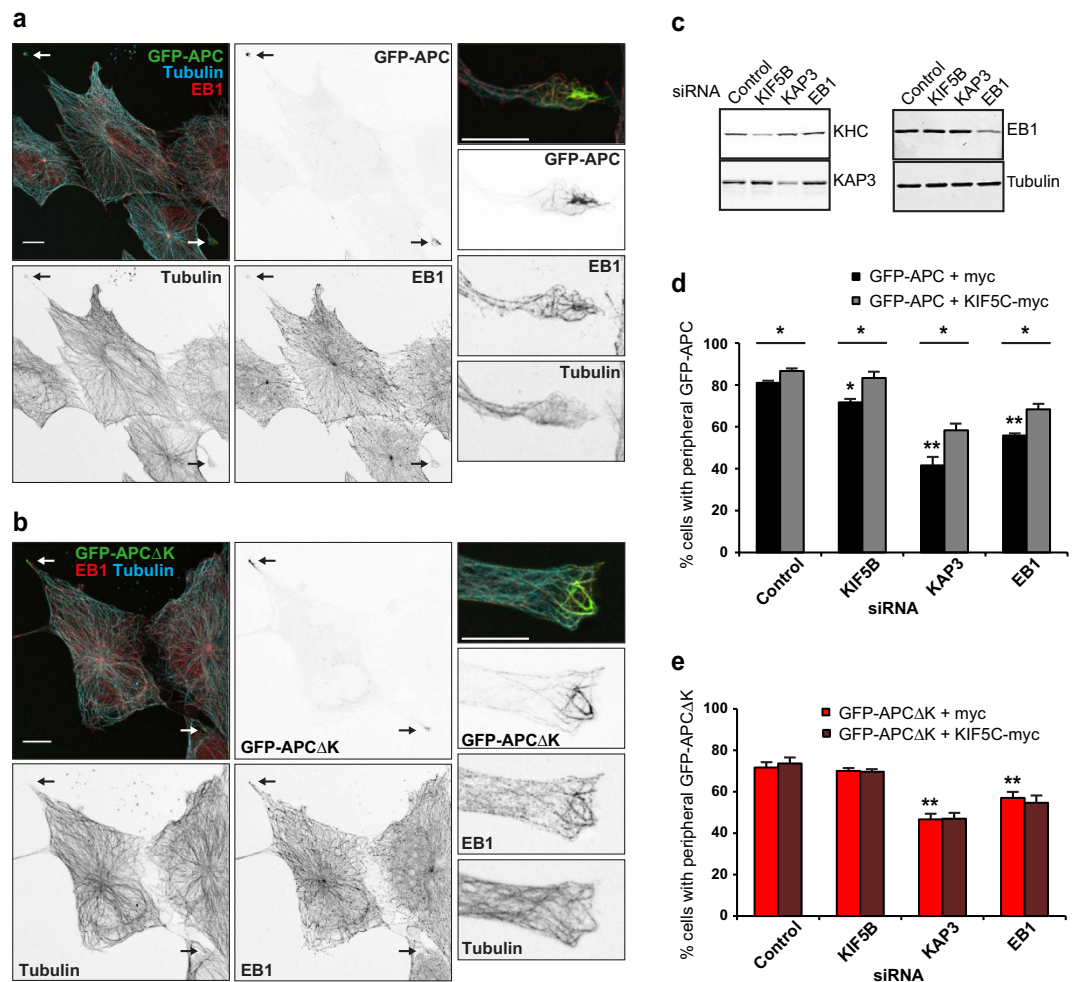 a
GFP-APC
Tubulin
EB1
GFP-APC
GFP-APC
Tubulin
EB1
EB1
Tubulin
b
GFP-APCΔK
EB1 Tubulin
GFP-APCΔK
GFP-APCΔK
EB1
Tubulin
EB1
Tubulin
c
siRNA Control KIF5B KAP3 EB1
KHC
KAP3
Control KIF5B KAP3 EB1
EB1
Tubulin
d
GFP-APC + myc
GFP-APC + KIF5C-myc
% cells with peripheral GFP-APC
* * * *
100
80
60
40
20
0
* ** **
Control KIF5B KAP3 EB1
siRNA
e
GFP-APCΔK + myc
GFP-APCΔK + KIF5C-myc
% cells with peripheral GFP-APCΔK
100
80
60
40
20
0
** **
Control KIF5B KAP3 EB1
siRNA